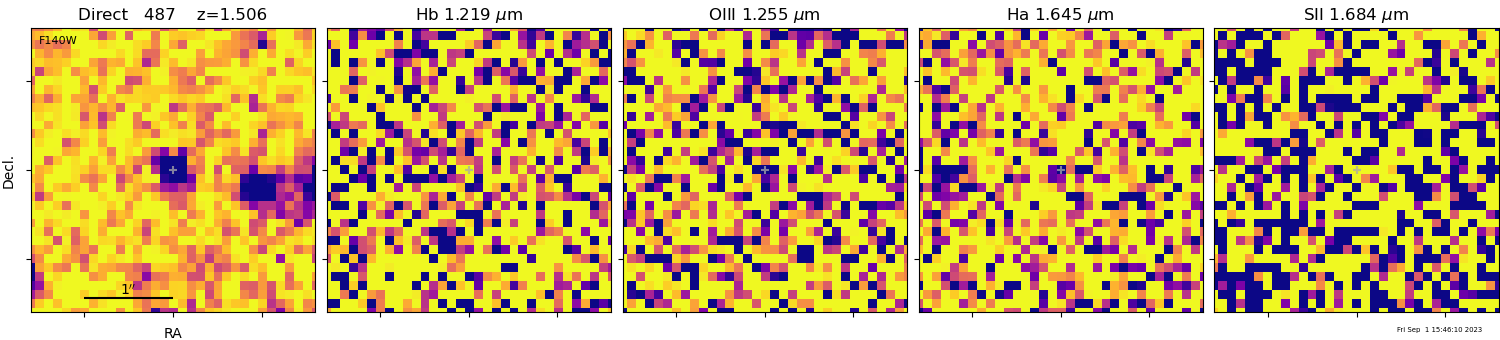 Direct 487 z=1.506
Hb 1.219 μm
OIII 1.255 μm
Ha 1.645 μm
SII 1.684 μm
F140W
Decl.
1″
RA
Fri Sep 1 15:46:10 2023